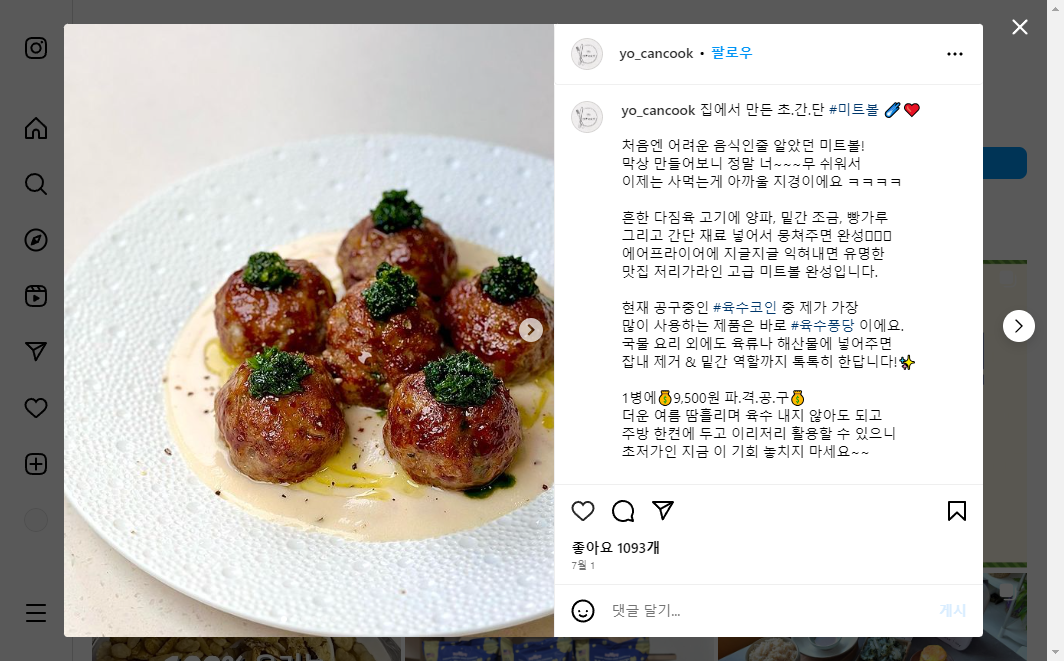 yo_cancook • 팔로우
yo_cancook 집에서 만든 초.간.단 #미트볼
처음엔 어려운 음식인줄 알았던 미트볼!
막상 만들어보니 정말 너~~~무 쉬워서
이제는 사먹는게 아까울 지경이에요 ㅋㅋㅋㅋ
흔한 다짐육 고기에 양파, 밑간 조금, 빵가루
그리고 간단 재료 넣어서 뭉쳐주면 완성
에어프라이어에 지글지글 익혀내면 유명한
맛집 저리가라인 고급 미트볼 완성입니다.
현재 공구중인 #육수코인 중 제가 가장
많이 사용하는 제품은 바로 #육수퐁당 이에요.
국물 요리 외에도 육류나 해산물에 넣어주면
잡내 제거 & 밑간 역할까지 톡톡히 한답니다!✨
1병에💰9,500원 파.격.공.구💰
더운 여름 땀흘리며 육수 내지 않아도 되고
주방 한켠에 두고 이리저리 활용할 수 있으니
초저가인 지금 이 기회 놓치지 마세요~~
좋아요 1093개
7월 1
댓글 달기...
게시